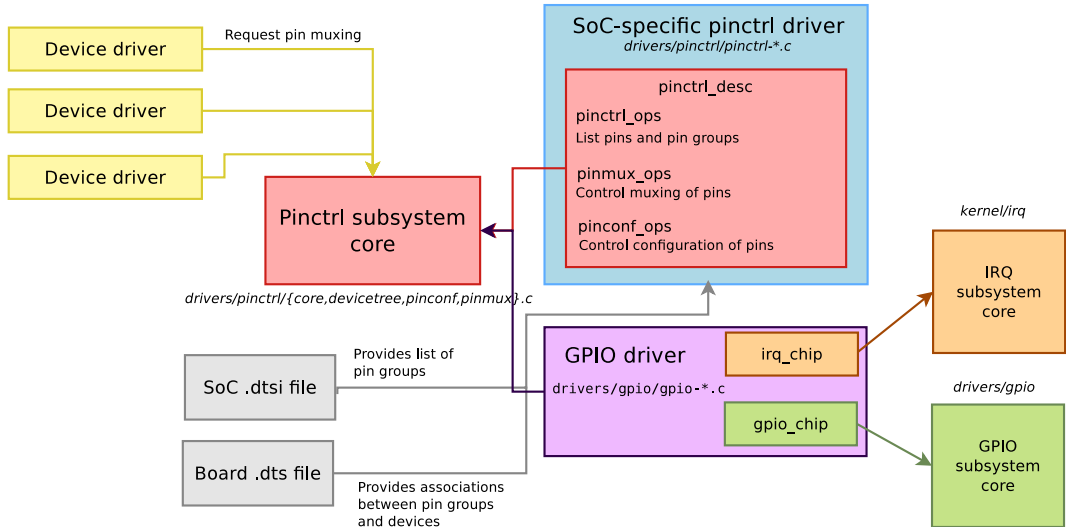 SoC-specific pinctrl driver
drivers/pinctrl/pinctrl-*.c
Request pin muxing
Device driver
Device driver
Device driver
pinctrl_desc
pinctrl_ops
List pins and pin groups
pinmux_ops
Control muxing of pins
pinconf_ops
Control configuration of pins
Pinctrl subsystem
core
drivers/pinctrl/{core,devicetree,pinconf,pinmux}.c
kernel/irq
IRQ
subsystem
core
Provides list of
pin groups
SoC .dtsi file
Board .dts file
Provides associations
between pin groups
and devices
GPIO driver
drivers/gpio/gpio-*.c
irq_chip
gpio_chip
drivers/gpio
GPIO
subsystem
core